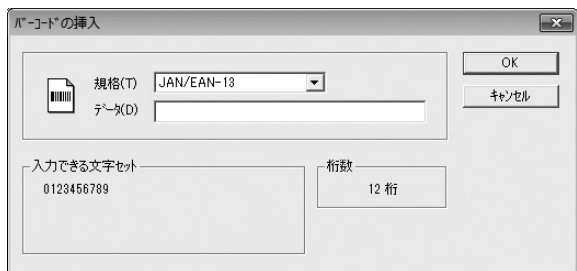 バーコードの挿入
規格(T) JAN/EAN-13
データ(D)
OK
キャンセル
入力できる文字セット
0123456789
桁数
12 桁